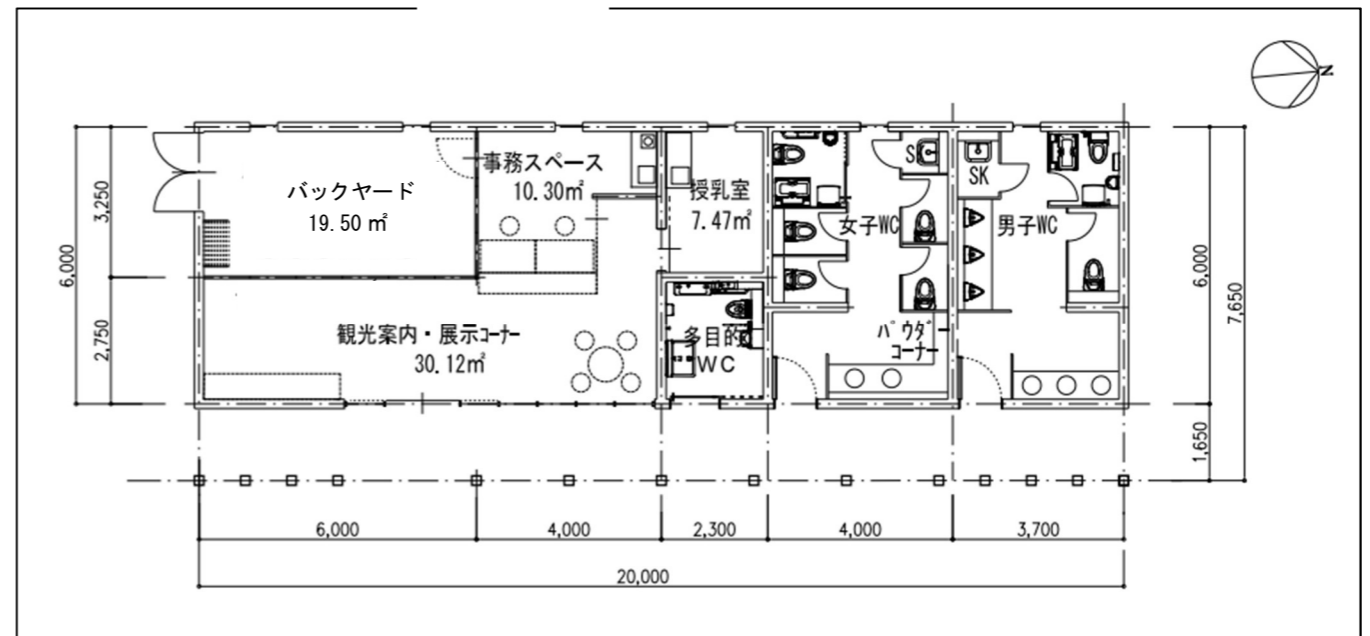 N
バックヤード
19.50 ㎡
事務スペース
10.30㎡
授乳室
7.47㎡
女子WC
S
SK
男子WC
観光案内・展示コーナー
30.12㎡
多目的
WC
パウダー
コーナー
3,250
6,000
2,750
6,000
7,650
1,650
6,000
4,000
2,300
4,000
3,700
20,000